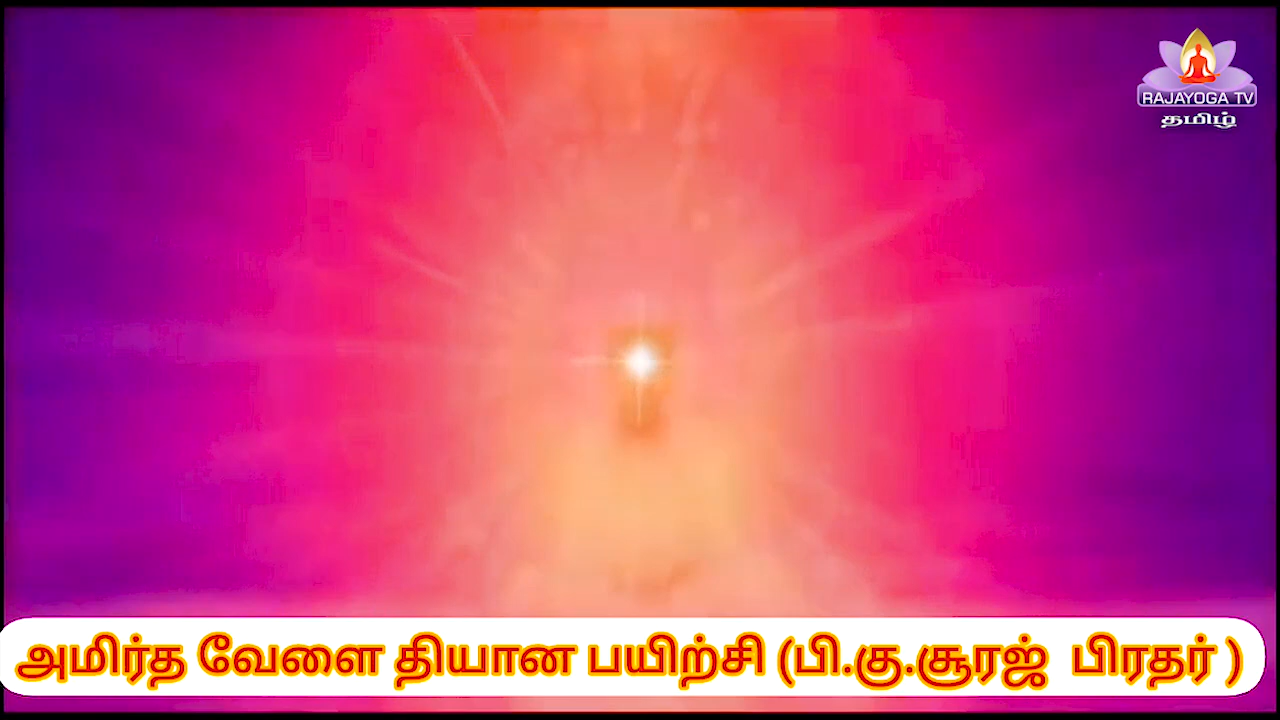 RAJAYOGA TV
தமிழ்
அமிர்த வேளை தியான பயிற்சி (பி.கு.சூரஜ் பிரதர் )